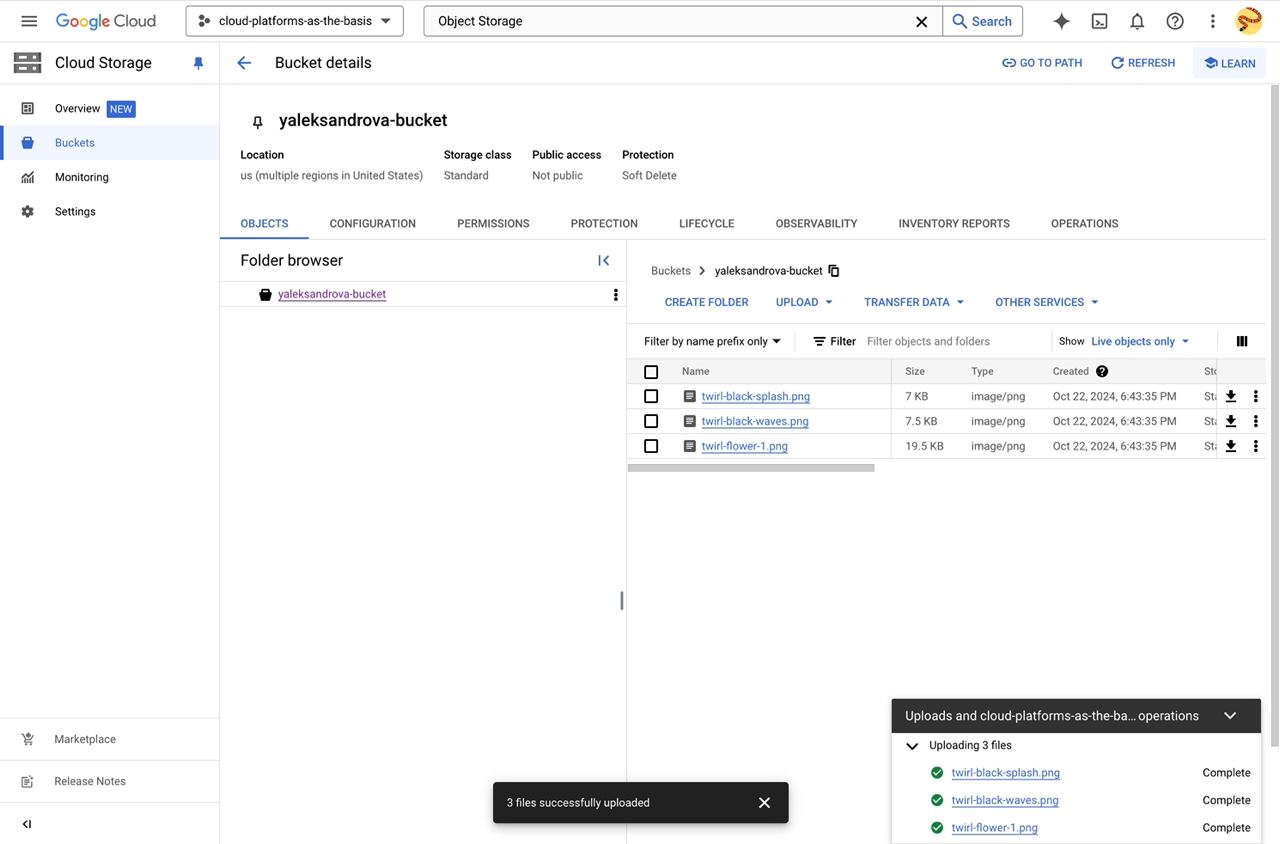 Google Cloud
cloud-platforms-as-the-basis
Object Storage
Search
Cloud Storage
Bucket details
GO TO PATH
REFRESH
LEARN
Overview NEW
Buckets
Monitoring
Settings
yaleksandrova-bucket
Location Storage class Public access Protection
us (multiple regions in United States) Standard Not public Soft Delete
OBJECTS CONFIGURATION PERMISSIONS PROTECTION LIFECYCLE OBSERVABILITY INVENTORY REPORTS OPERATIONS
Folder browser
yaleksandrova-bucket
Buckets yaleksandrova-bucket
CREATE FOLDER UPLOAD TRANSFER DATA OTHER SERVICES
Filter by name prefix only Filter Filter objects and folders Show Live objects only
Name Size Type Created Sto
twirl-black-splash.png 7 KB image/png Oct 22, 2024, 6:43:35 PM Sta
twirl-black-waves.png 7.5 KB image/png Oct 22, 2024, 6:43:35 PM Sta
twirl-flower-1.png 19.5 KB image/png Oct 22, 2024, 6:43:35 PM Sta
Marketplace
Release Notes
3 files successfully uploaded
Uploads and cloud-platforms-as-the-ba... operations
Uploading 3 files
twirl-black-splash.png Complete
twirl-black-waves.png Complete
twirl-flower-1.png Complete